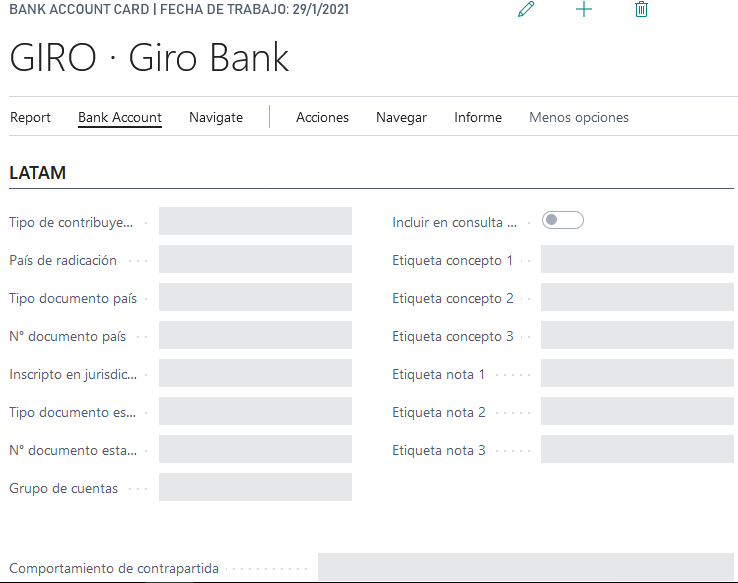 BANK ACCOUNT CARD | FECHA DE TRABAJO: 29/1/2021
GIRO · Giro Bank
Report Bank Account Navigate Acciones Navegar Informe Menos opciones
LATAM
Tipo de contribuye...
País de radicación
Tipo documento país
N° documento país
Inscripto en jurisdic...
Tipo documento es...
N° documento esta...
Grupo de cuentas
Incluir en consulta ...
Etiqueta concepto 1
Etiqueta concepto 2
Etiqueta concepto 3
Etiqueta nota 1
Etiqueta nota 2
Etiqueta nota 3
Comportamiento de contrapartida